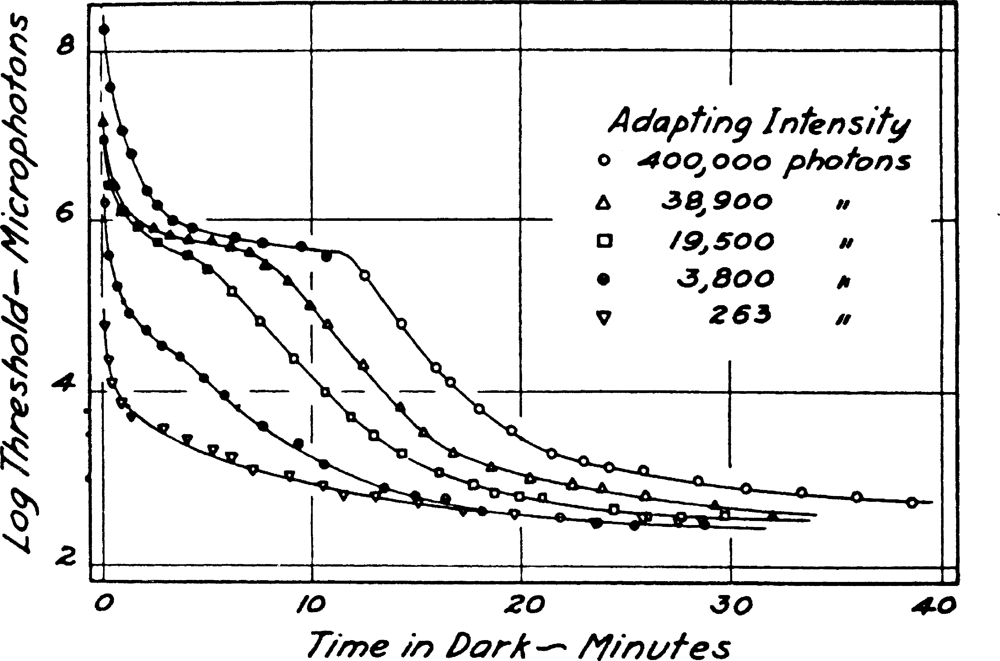 Log Threshold — Microphotons
8
6
4
2
Adapting Intensity
400,000 photons
38,900 "
19,500 "
3,800 "
263 "
0 10 20 30 40
Time in Dark — Minutes